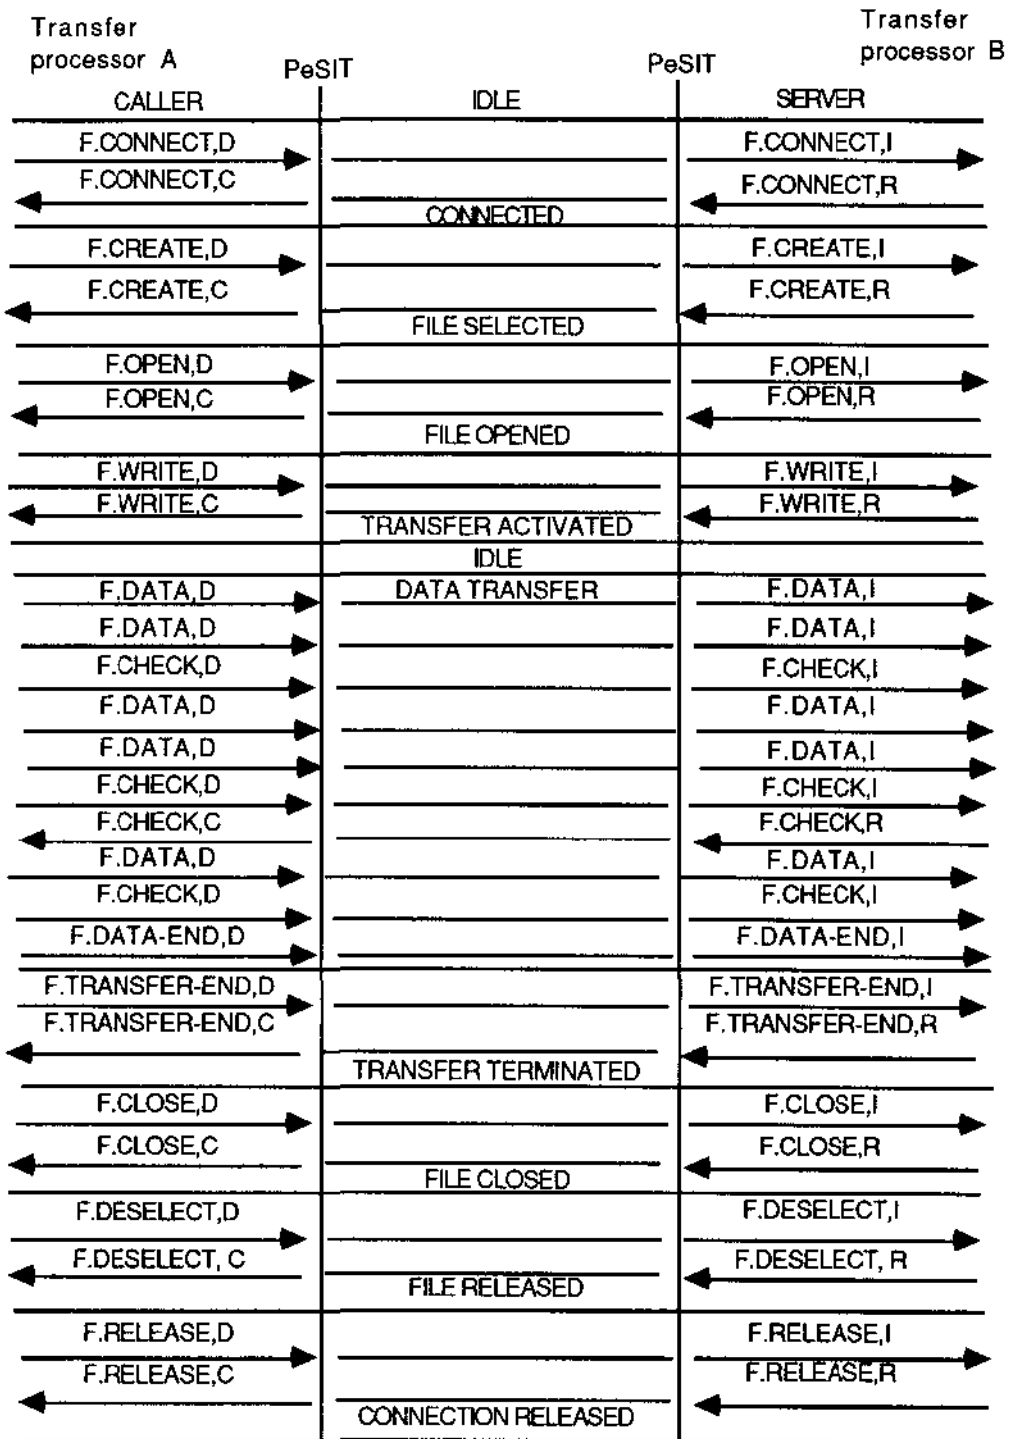 Transfer processor A
Transfer processor B
PeSIT
PeSIT
CALLER IDLE SERVER
F.CONNECT,D F.CONNECT,I
F.CONNECT,C F.CONNECT,R
CONNECTED
F.CREATE,D F.CREATE,I
F.CREATE,C F.CREATE,R
FILE SELECTED
F.OPEN,D F.OPEN,I
F.OPEN,C F.OPEN,R
FILE OPENED
F.WRITE,D F.WRITE,I
F.WRITE,C F.WRITE,R
TRANSFER ACTIVATED
IDLE
F.DATA,D DATA TRANSFER F.DATA,I
F.DATA,D F.DATA,I
F.CHECK,D F.CHECK,I
F.DATA,D F.DATA,I
F.DATA,D F.DATA,I
F.CHECK,D F.CHECK,I
F.CHECK,C F.CHECK,R
F.DATA,D F.DATA,I
F.CHECK,D F.CHECK,I
F.DATA-END,D F.DATA-END,I
F.TRANSFER-END,D F.TRANSFER-END,I
F.TRANSFER-END,C F.TRANSFER-END,R
TRANSFER TERMINATED
F.CLOSE,D F.CLOSE,I
F.CLOSE,C F.CLOSE,R
FILE CLOSED
F.DESELECT,D F.DESELECT,I
F.DESELECT, C F.DESELECT, R
FILE RELEASED
F.RELEASE,D F.RELEASE,I
F.RELEASE,C F.RELEASE,R
CONNECTION RELEASED